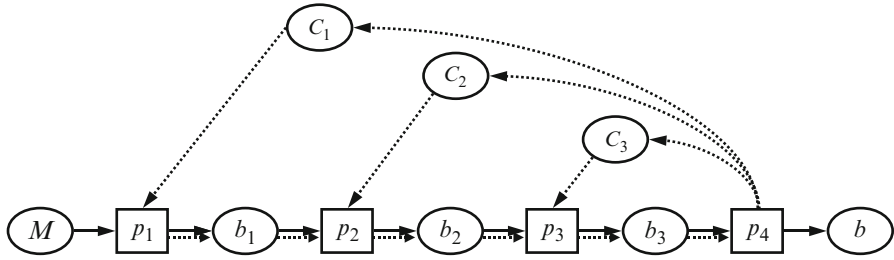 C₁
C₂
C₃
M p₁ b₁ p₂ b₂ p₃ b₃ p₄ b